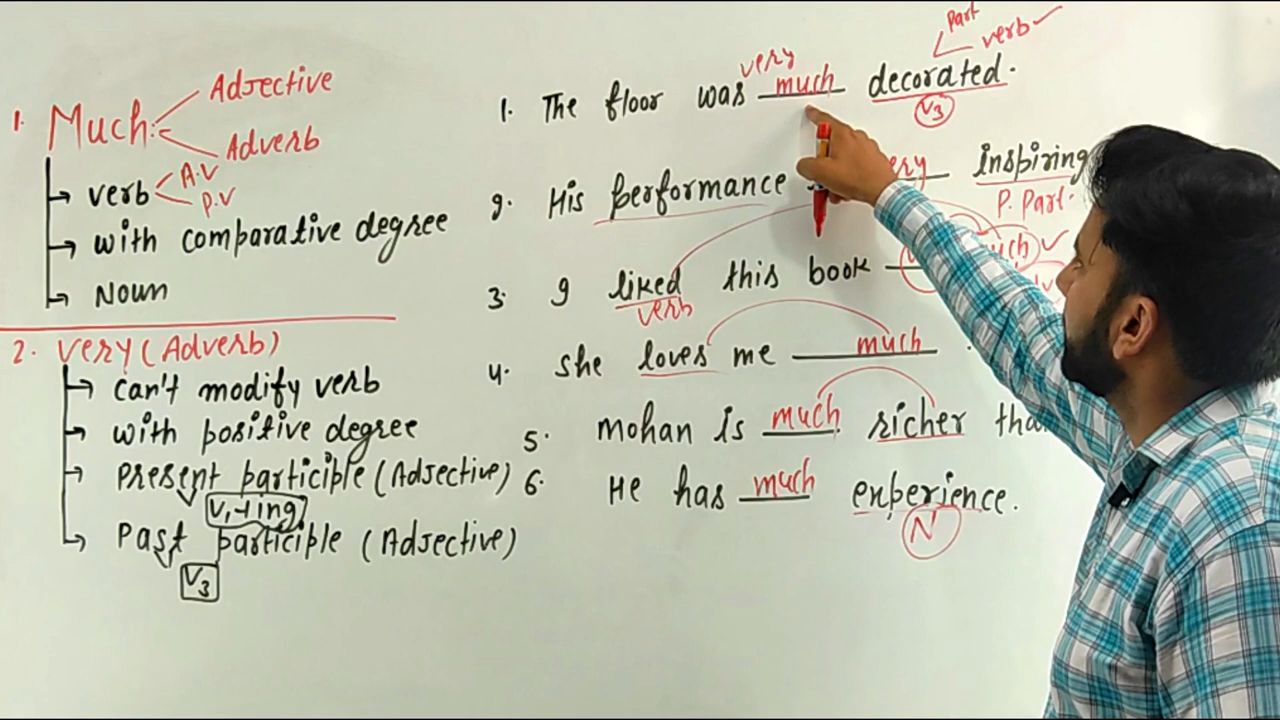 1. Much Adjective
Adverb
→ verb A.V
P.V
→ with comparative degree
→ Noun
2. very (Adverb)
→ can't modify verb
→ with positive degree
→ Present participle (Adjective)
V1+ing
→ Past participle (Adjective)
V3
Part
verb ✓
very
1. The floor was much decorated.
V3
2. His performance inspiring
P. Part.
3. I liked this book
verb
4. she loves me much.
5. mohan is much richer
6. He has much experience.
N